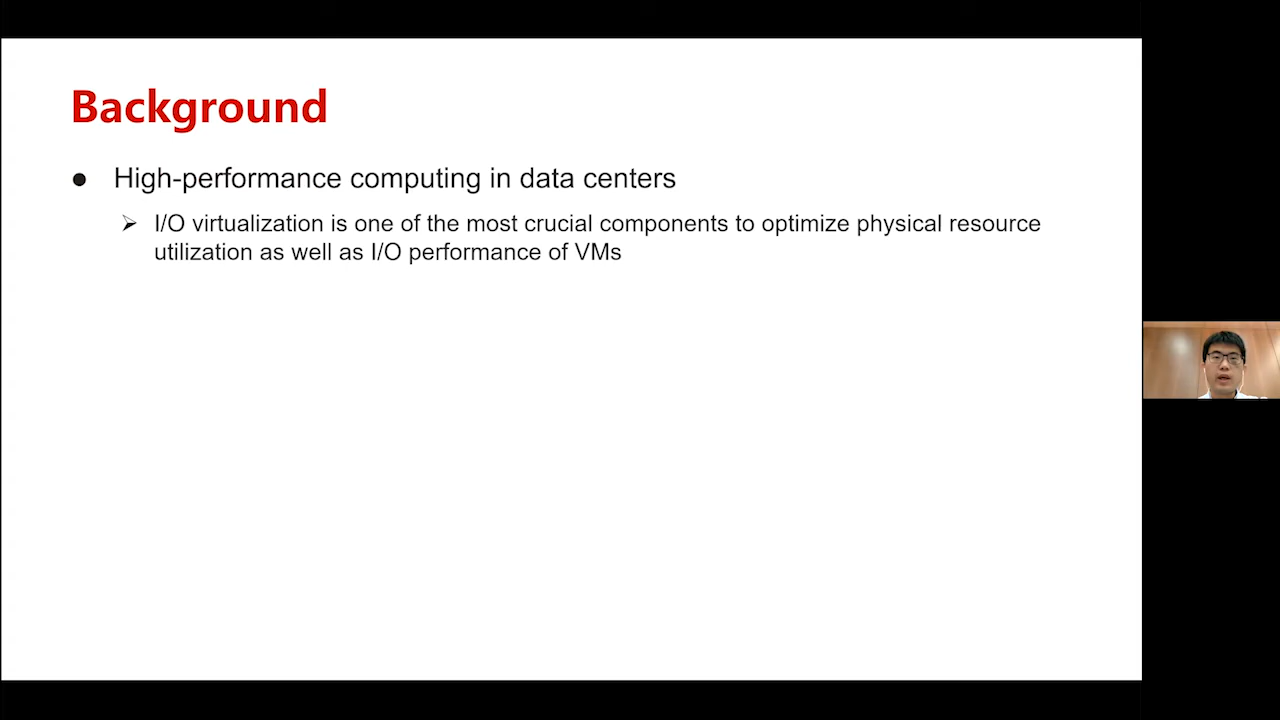 Background
● High-performance computing in data centers
➢ I/O virtualization is one of the most crucial components to optimize physical resource
utilization as well as I/O performance of VMs